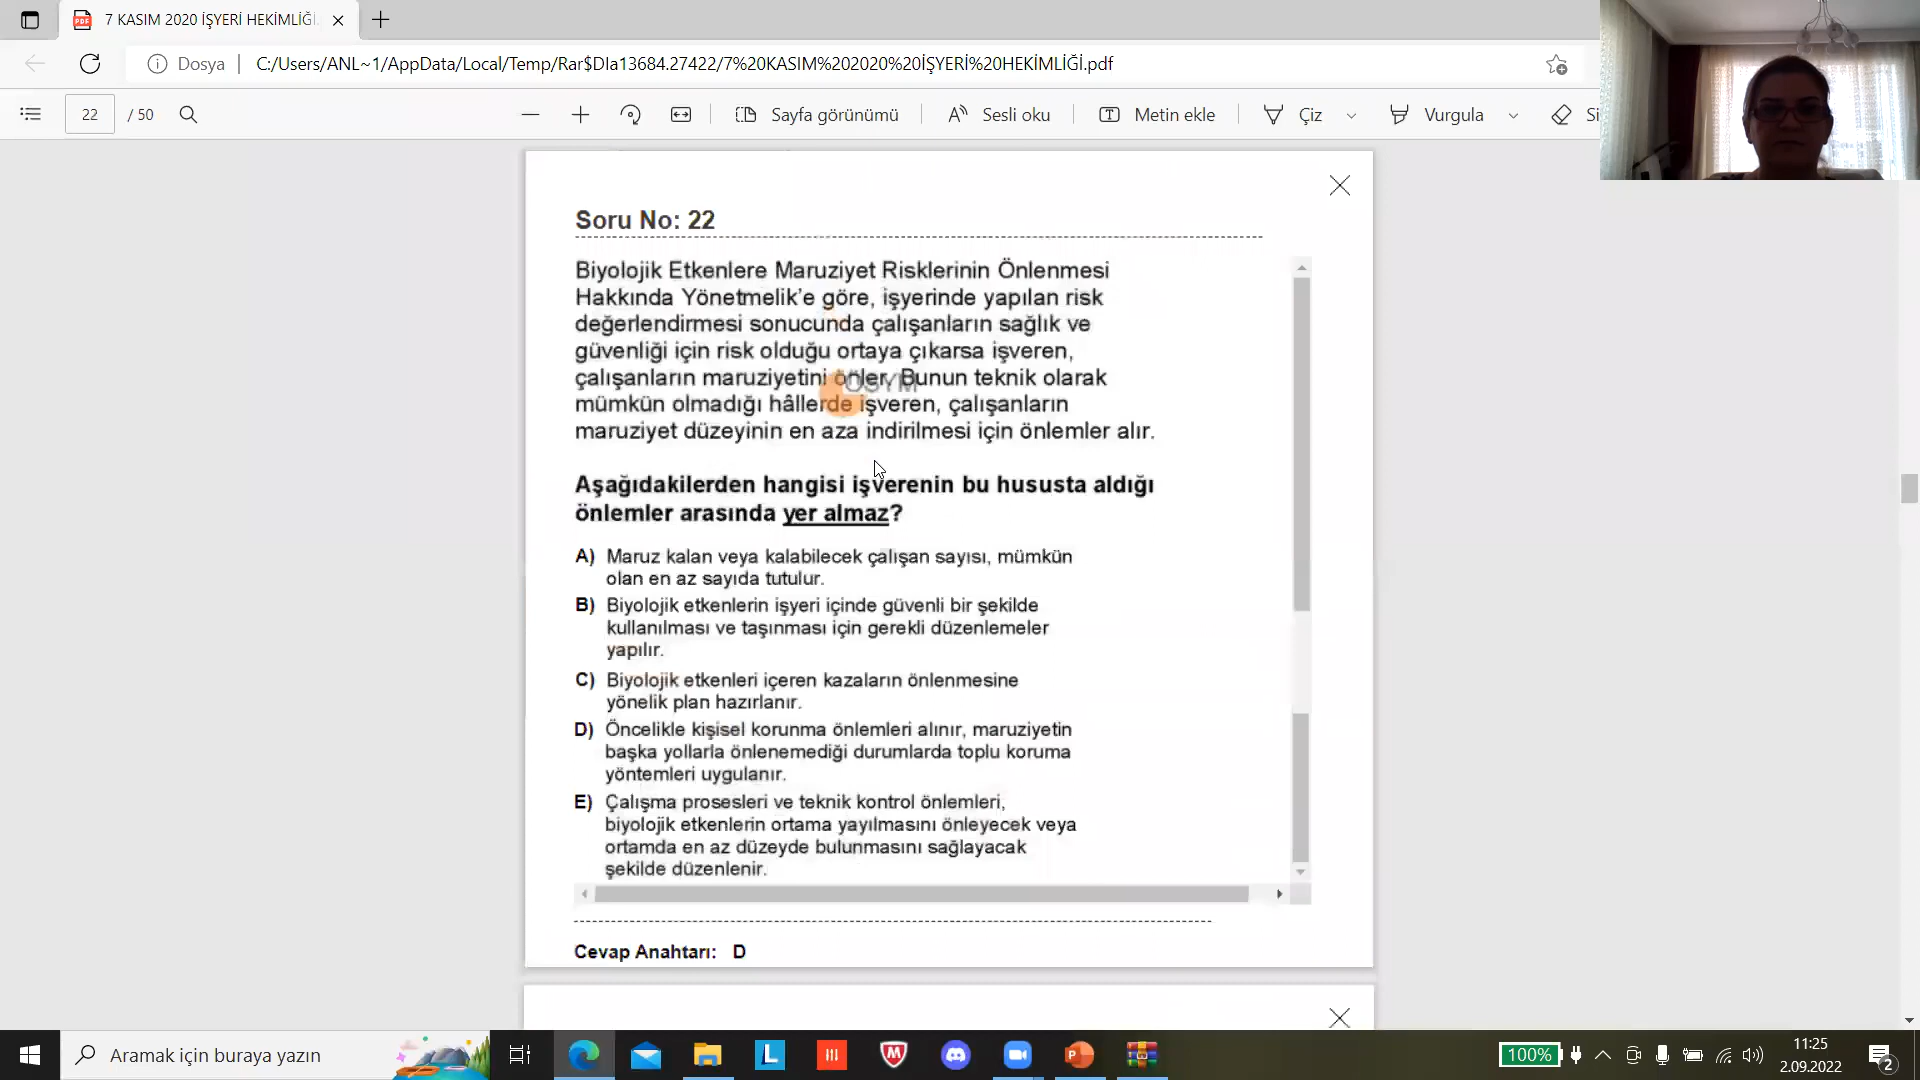 7 KASIM 2020 İŞYERİ HEKİMLİĞİ
Dosya
C:/Users/ANL~1/AppData/Local/Temp/Rar$DIa13684.27422/7%20KASIM%202020%20İŞYERİ%20HEKİMLİĞİ.pdf
22 / 50
Sayfa görünümü
Sesli oku
Metin ekle
Çiz
Vurgula
Soru No: 22
Biyolojik Etkenlere Maruziyet Risklerinin Önlenmesi
Hakkında Yönetmelik'e göre, işyerinde yapılan risk
değerlendirmesi sonucunda çalışanların sağlık ve
güvenliği için risk olduğu ortaya çıkarsa işveren,
çalışanların maruziyetini önler. Bunun teknik olarak
mümkün olmadığı hâllerde işveren, çalışanların
maruziyet düzeyinin en aza indirilmesi için önlemler alır.
ÖSYM
Aşağıdakilerden hangisi işverenin bu hususta aldığı
önlemler arasında yer almaz?
A) Maruz kalan veya kalabilecek çalışan sayısı, mümkün
olan en az sayıda tutulur.
B) Biyolojik etkenlerin işyeri içinde güvenli bir şekilde
kullanılması ve taşınması için gerekli düzenlemeler
yapılır.
C) Biyolojik etkenleri içeren kazaların önlenmesine
yönelik plan hazırlanır.
D) Öncelikle kişisel korunma önlemleri alınır, maruziyetin
başka yollarla önlenemediği durumlarda toplu koruma
yöntemleri uygulanır.
E) Çalışma prosesleri ve teknik kontrol önlemleri,
biyolojik etkenlerin ortama yayılmasını önleyecek veya
ortamda en az düzeyde bulunmasını sağlayacak
şekilde düzenlenir.
Cevap Anahtarı: D
Aramak için buraya yazın
100%
11:25
2.09.2022
2